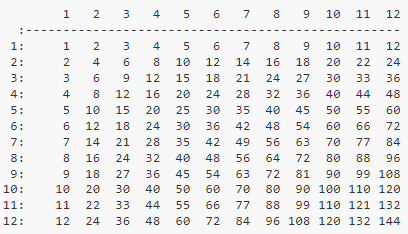 1   2   3   4   5   6   7   8   9  10  11  12
  :--------------------------------------------------
 1:    1   2   3   4   5   6   7   8   9  10  11  12
 2:    2   4   6   8  10  12  14  16  18  20  22  24
 3:    3   6   9  12  15  18  21  24  27  30  33  36
 4:    4   8  12  16  20  24  28  32  36  40  44  48
 5:    5  10  15  20  25  30  35  40  45  50  55  60
 6:    6  12  18  24  30  36  42  48  54  60  66  72
 7:    7  14  21  28  35  42  49  56  63  70  77  84
 8:    8  16  24  32  40  48  56  64  72  80  88  96
 9:    9  18  27  36  45  54  63  72  81  90  99 108
10:   10  20  30  40  50  60  70  80  90 100 110 120
11:   11  22  33  44  55  66  77  88  99 110 121 132
12:   12  24  36  48  60  72  84  96 108 120 132 144